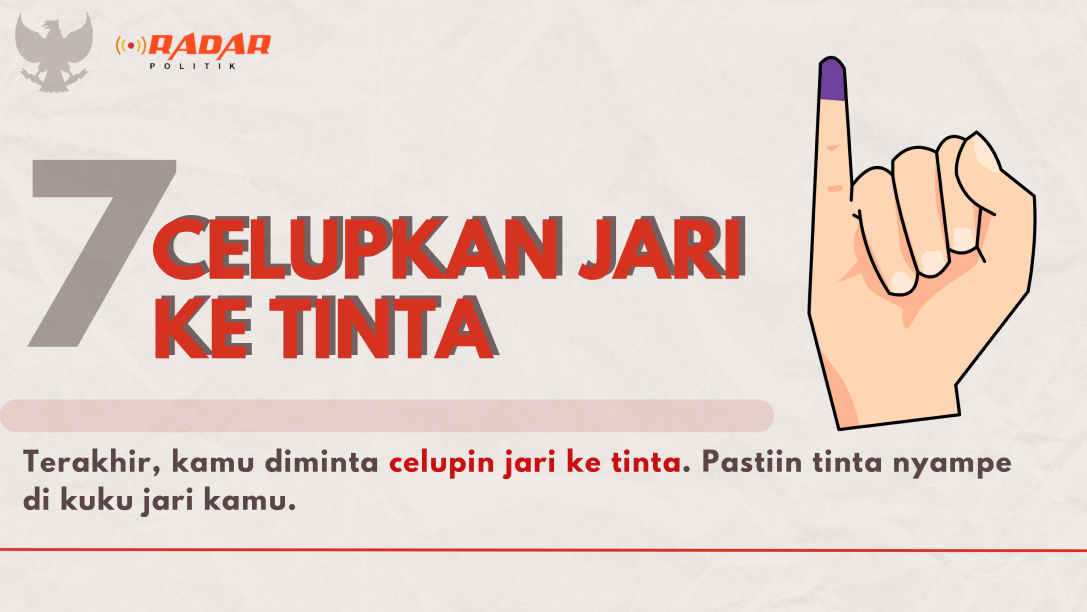 RADAR
POLITIK
7
CELUPKAN JARI
KE TINTA
Terakhir, kamu diminta celupin jari ke tinta. Pastiin tinta nyampe
di kuku jari kamu.